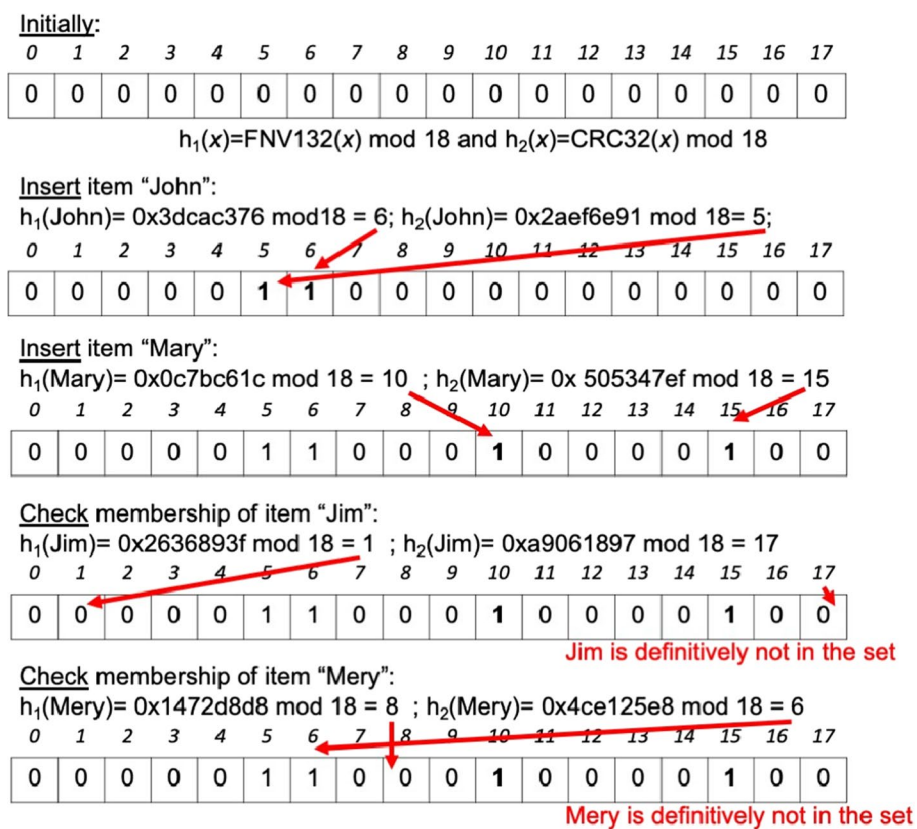 Initially:
0 1 2 3 4 5 6 7 8 9 10 11 12 13 14 15 16 17
0 0 0 0 0 0 0 0 0 0 0 0 0 0 0 0 0 0
h₁(x)=FNV132(x) mod 18 and h₂(x)=CRC32(x) mod 18
Insert item “John”:
h₁(John)= 0x3dcac376 mod18 = 6; h₂(John)= 0x2aef6e91 mod 18= 5;
0 1 2 3 4 5 6 7 8 9 10 11 12 13 14 15 16 17
0 0 0 0 0 1 1 0 0 0 0 0 0 0 0 0 0 0
Insert item “Mary”:
h₁(Mary)= 0x0c7bc61c mod 18 = 10 ; h₂(Mary)= 0x 505347ef mod 18 = 15
0 1 2 3 4 5 6 7 8 9 10 11 12 13 14 15 16 17
0 0 0 0 0 1 1 0 0 0 1 0 0 0 0 1 0 0
Check membership of item “Jim”:
h₁(Jim)= 0x2636893f mod 18 = 1 ; h₂(Jim)= 0xa9061897 mod 18 = 17
0 1 2 3 4 5 6 7 8 9 10 11 12 13 14 15 16 17
0 0 0 0 0 1 1 0 0 0 1 0 0 0 0 1 0 0
Jim is definitively not in the set
Check membership of item “Mery”:
h₁(Mery)= 0x1472d8d8 mod 18 = 8 ; h₂(Mery)= 0x4ce125e8 mod 18 = 6
0 1 2 3 4 5 6 7 8 9 10 11 12 13 14 15 16 17
0 0 0 0 0 1 1 0 0 0 1 0 0 0 0 1 0 0
Mery is definitively not in the set